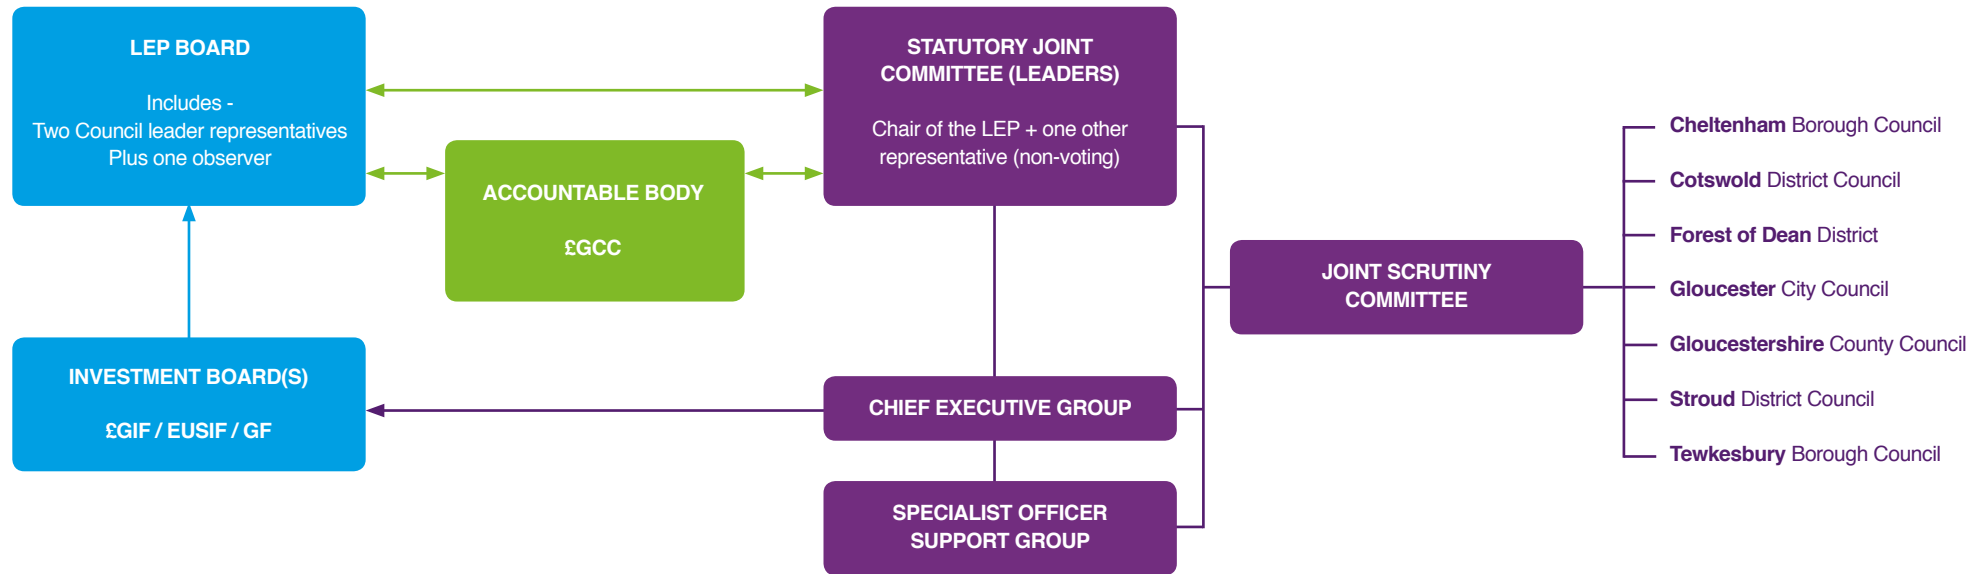 LEP BOARD
Includes -
Two Council leader representatives
Plus one observer
STATUTORY JOINT
COMMITTEE (LEADERS)
Chair of the LEP + one other
representative (non-voting)
ACCOUNTABLE BODY
£GCC
INVESTMENT BOARD(S)
£GIF / EUSIF / GF
CHIEF EXECUTIVE GROUP
SPECIALIST OFFICER
SUPPORT GROUP
JOINT SCRUTINY
COMMITTEE
Cheltenham Borough Council
Cotswold District Council
Forest of Dean District
Gloucester City Council
Gloucestershire County Council
Stroud District Council
Tewkesbury Borough Council